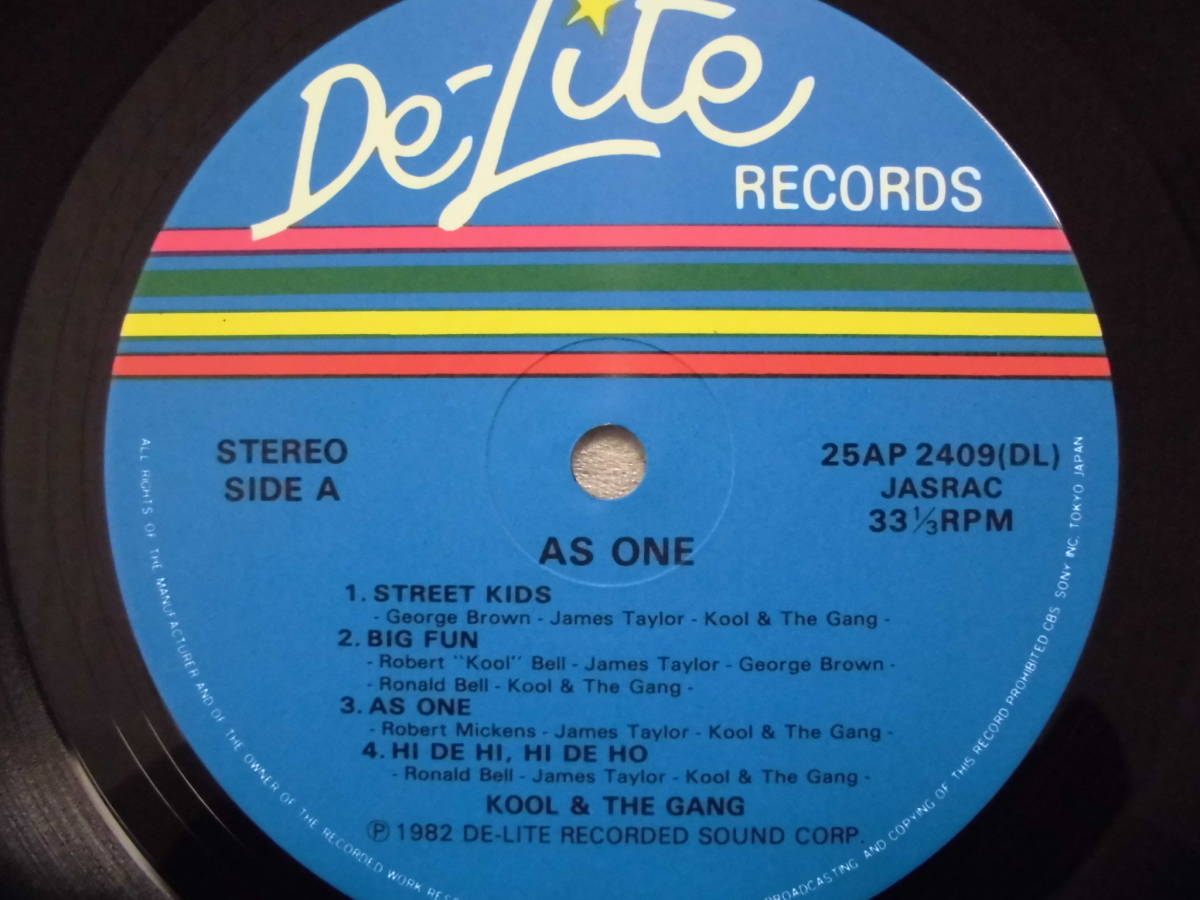 De-Lite
RECORDS
STEREO
SIDE A
25AP 2409(DL)
JASRAC
33⅓RPM
AS ONE
1. STREET KIDS
- George Brown - James Taylor - Kool & The Gang -
2. BIG FUN
- Robert "Kool" Bell - James Taylor - George Brown -
- Ronald Bell - Kool & The Gang -
3. AS ONE
- Robert Mickens - James Taylor - Kool & The Gang -
4. HI DE HI, HI DE HO
- Ronald Bell - James Taylor - Kool & The Gang -
KOOL & THE GANG
Ⓟ 1982 DE-LITE RECORDED SOUND CORP.
ALL RIGHTS OF THE MANUFACTURER AND OF THE OWNER OF THE RECORDED WORK
BROADCASTING AND COPYING OF THIS RECORD PROHIBITED CBS SONY INC. TOKYO JAPAN